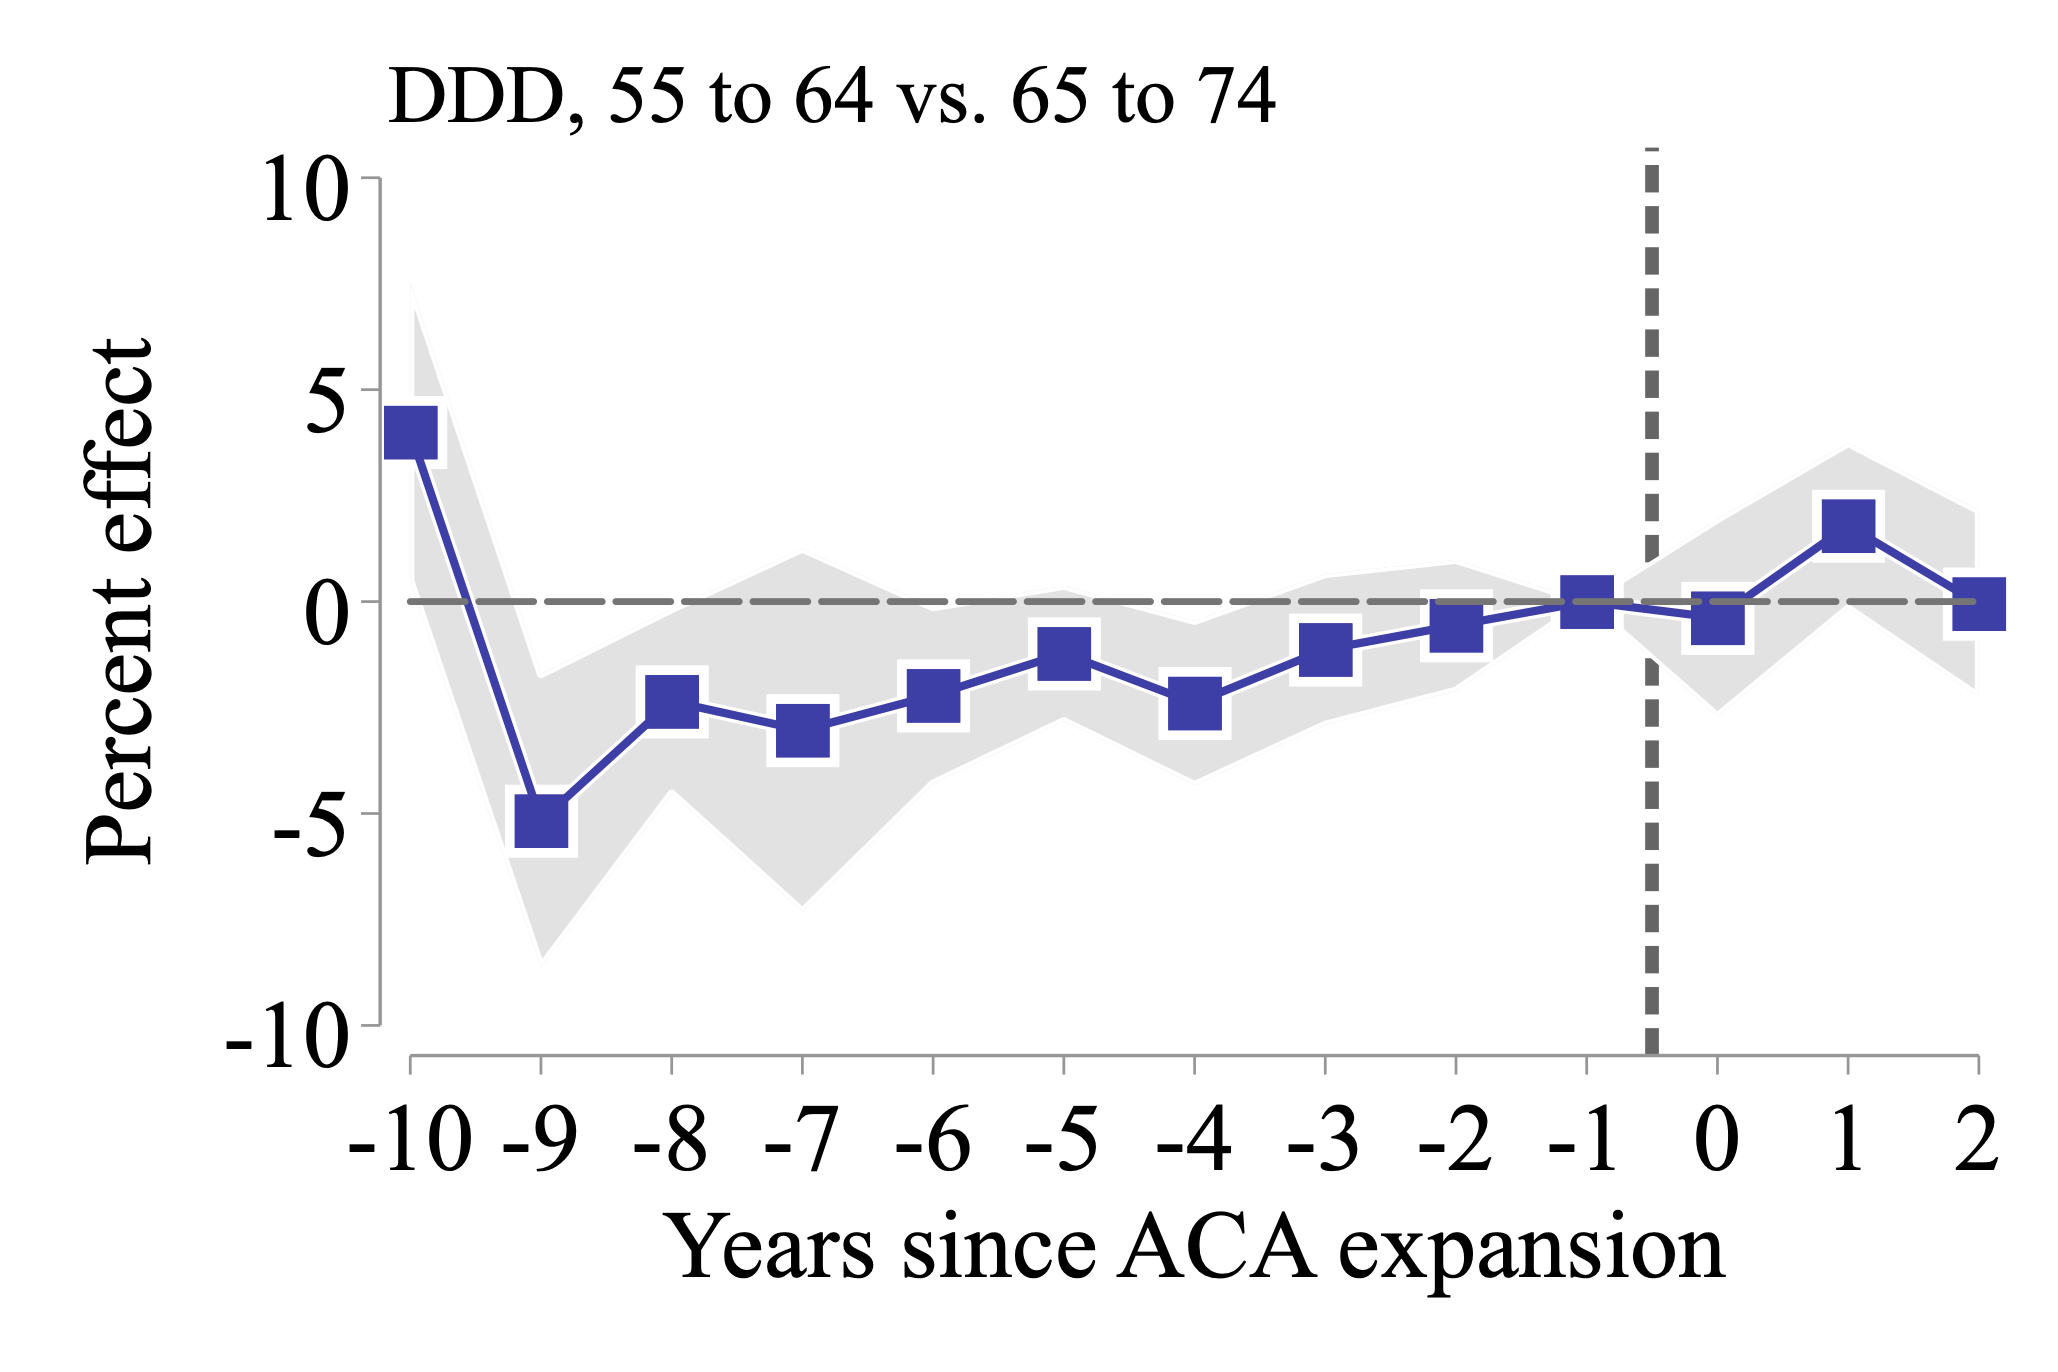 DDD, 55 to 64 vs. 65 to 74
Percent effect
10
5
0
-5
-10
-10 -9 -8 -7 -6 -5 -4 -3 -2 -1 0 1 2
Years since ACA expansion